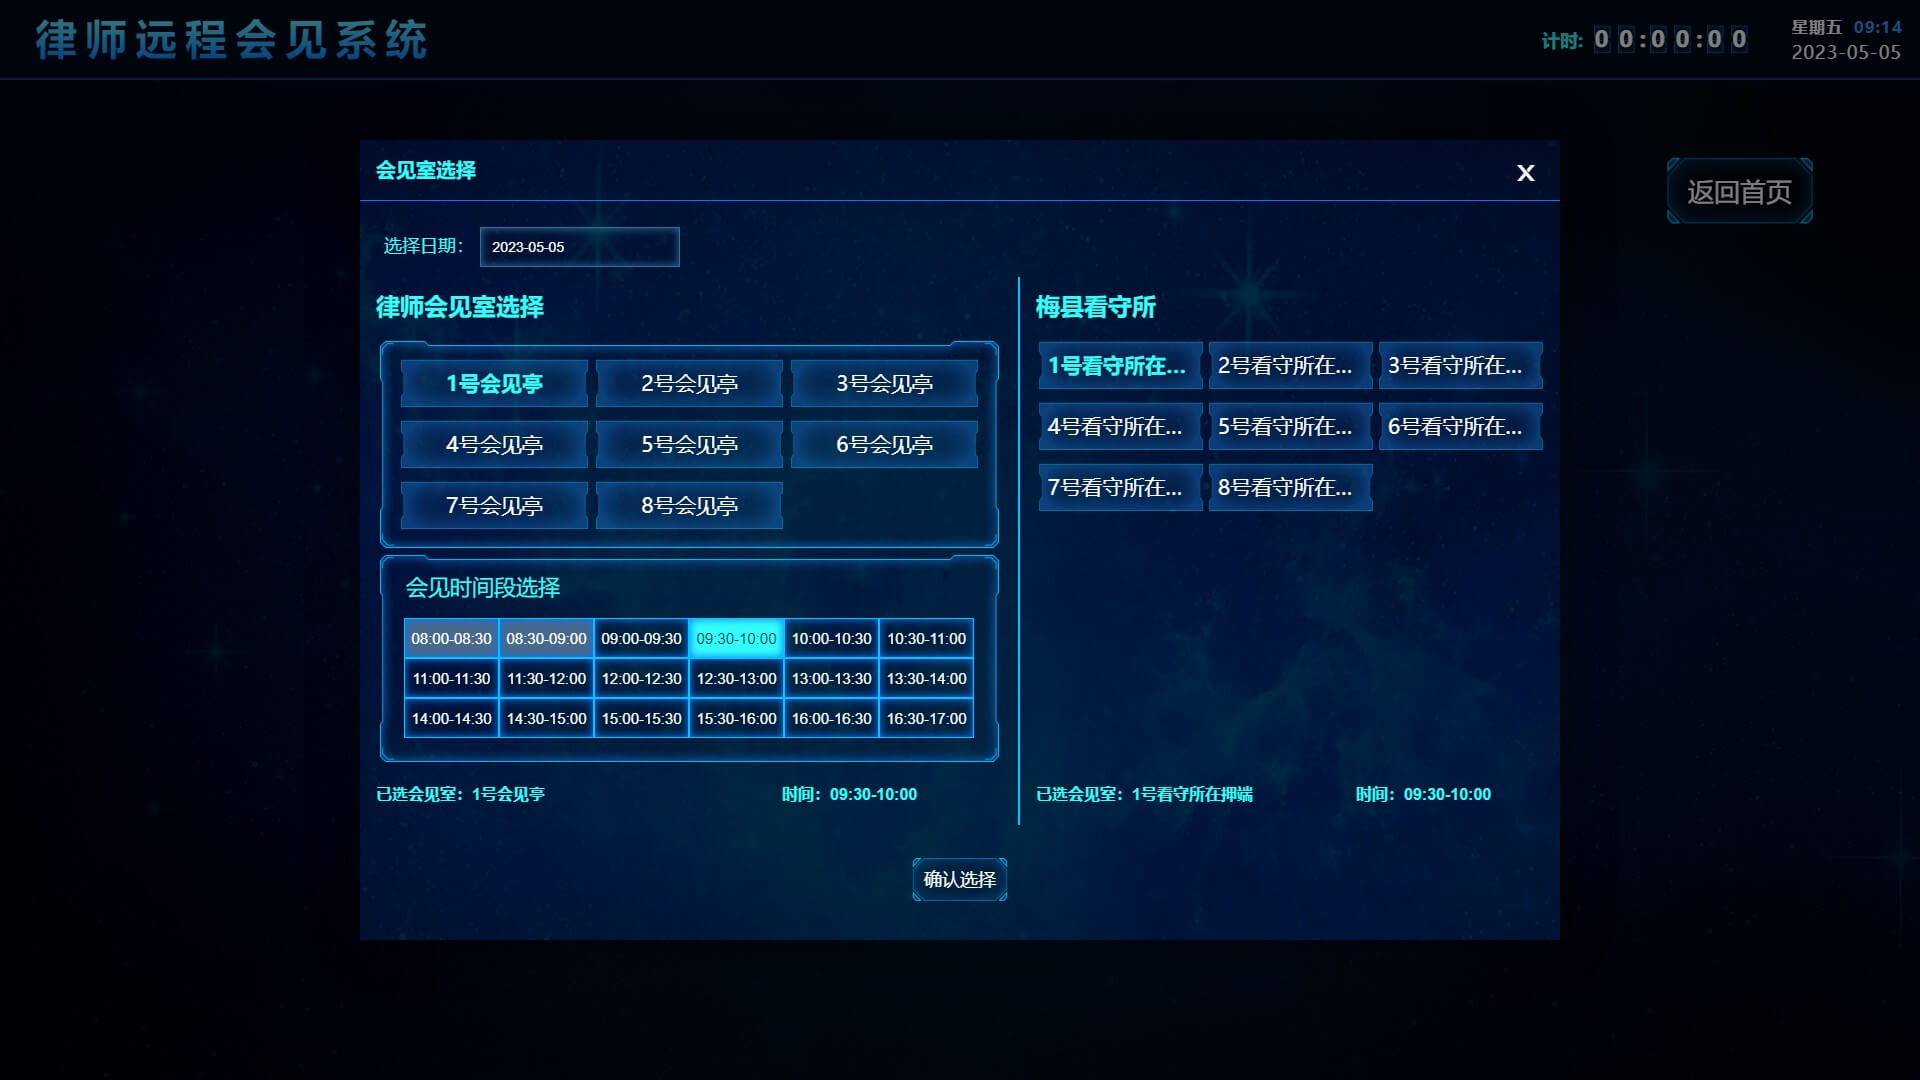 律师远程会见系统
计时: 00:00:00
星期五 09:14
2023-05-05
返回首页
会见室选择
X
选择日期: 2023-05-05
律师会见室选择
1号会见亭 2号会见亭 3号会见亭
4号会见亭 5号会见亭 6号会见亭
7号会见亭 8号会见亭
会见时间段选择
08:00-08:30 08:30-09:00 09:00-09:30 09:30-10:00 10:00-10:30 10:30-11:00
11:00-11:30 11:30-12:00 12:00-12:30 12:30-13:00 13:00-13:30 13:30-14:00
14:00-14:30 14:30-15:00 15:00-15:30 15:30-16:00 16:00-16:30 16:30-17:00
已选会见室：1号会见亭 时间：09:30-10:00
梅县看守所
1号看守所在... 2号看守所在... 3号看守所在...
4号看守所在... 5号看守所在... 6号看守所在...
7号看守所在... 8号看守所在...
已选会见室：1号看守所在押端 时间：09:30-10:00
确认选择